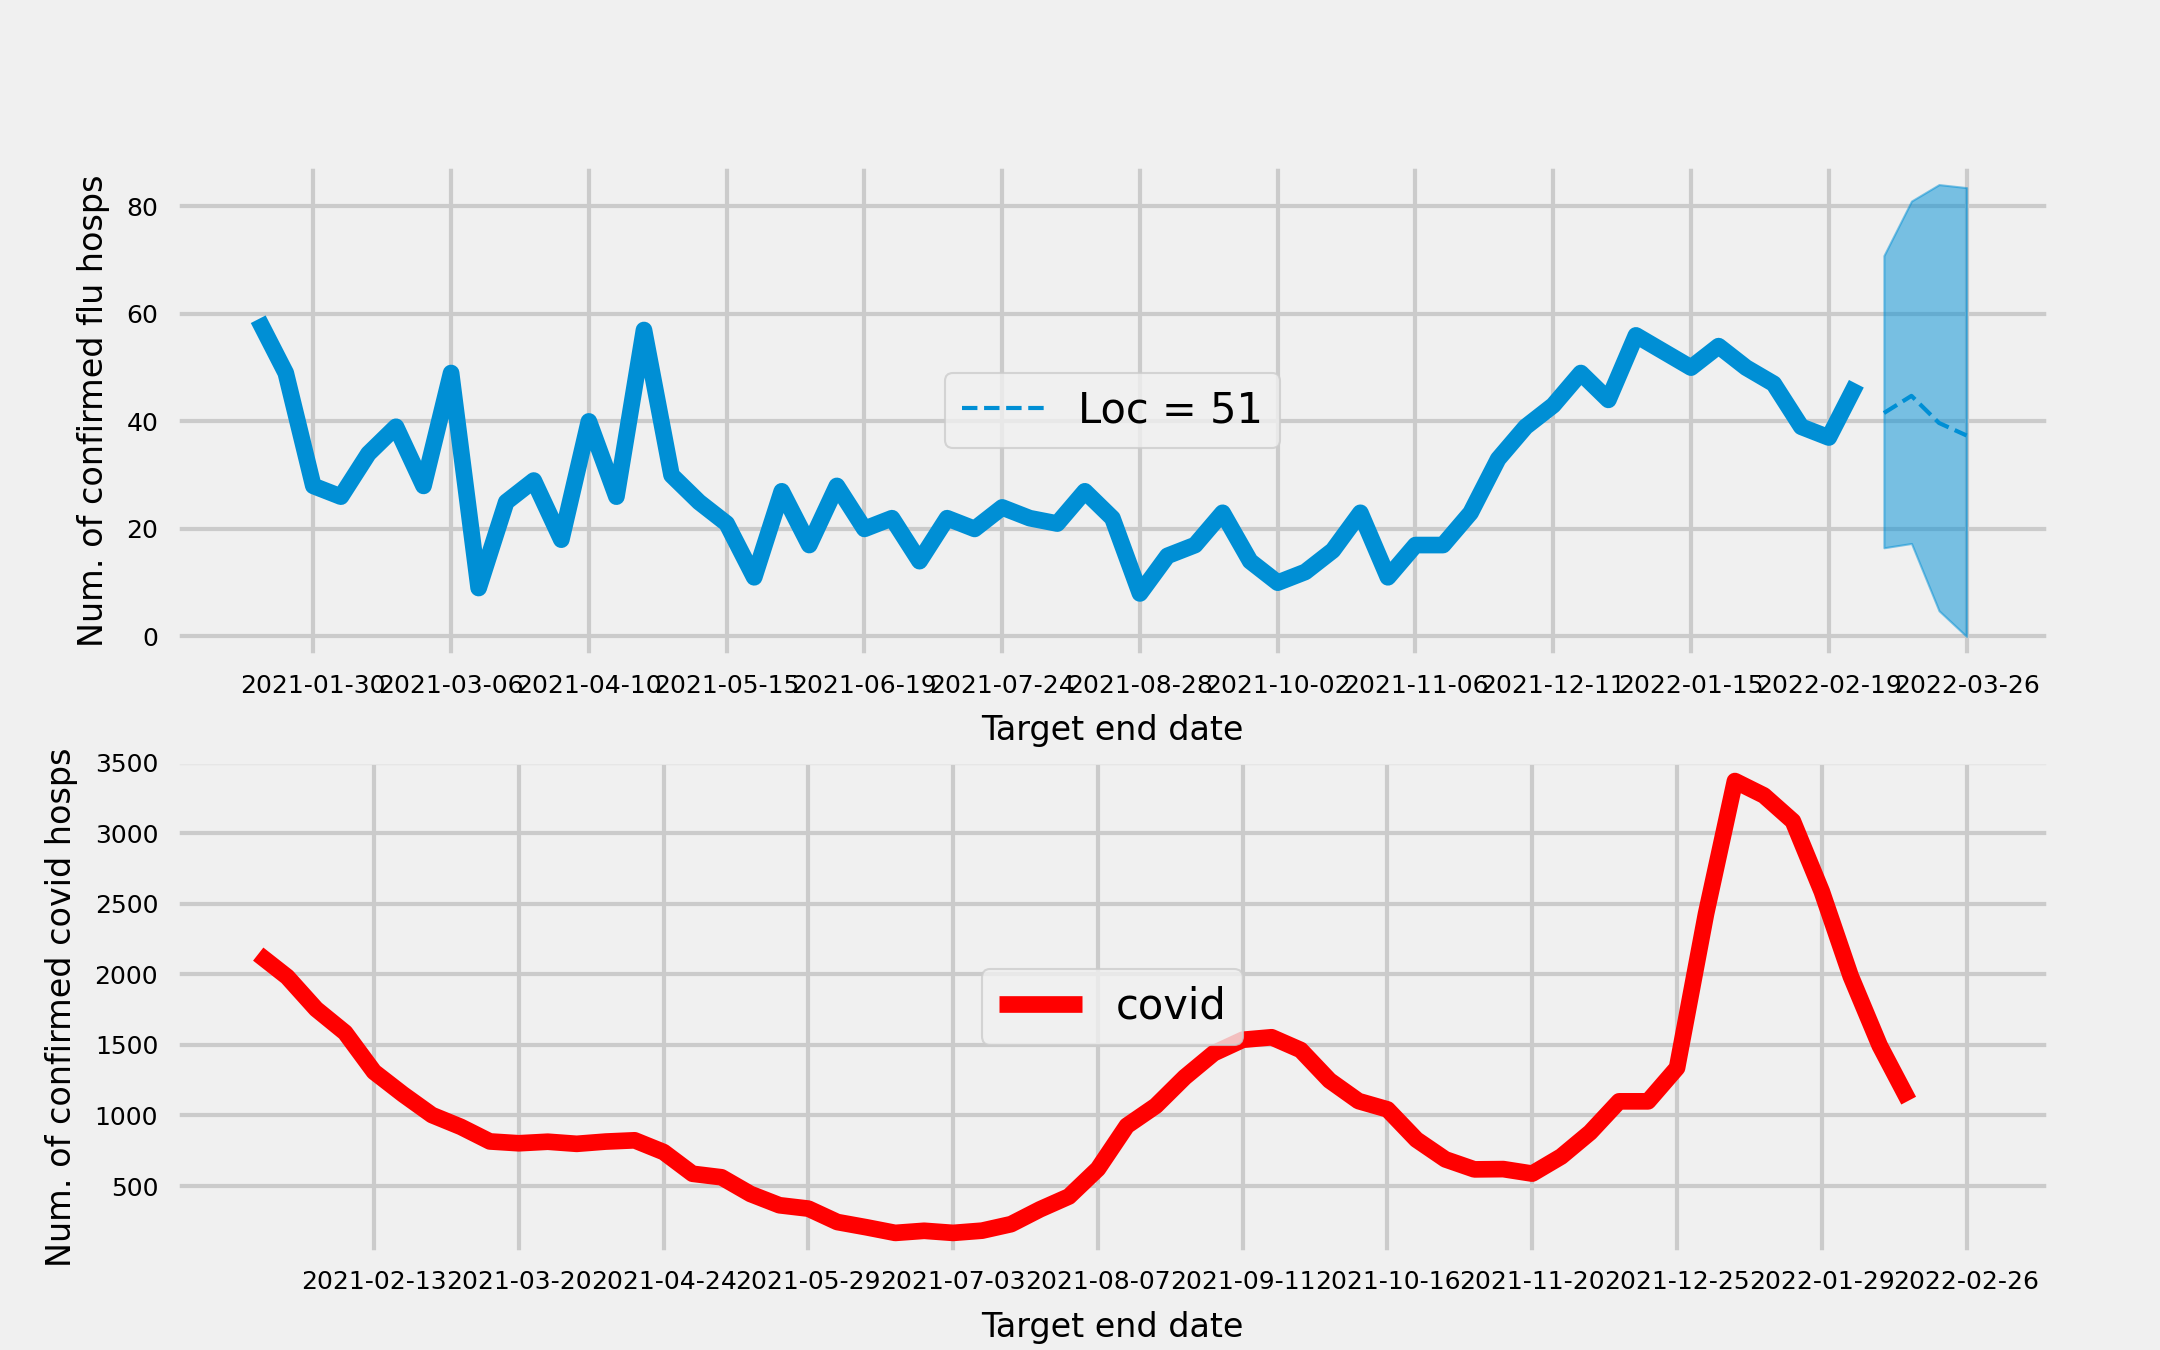 Num. of confirmed flu hosps
80
60
40
20
0
Loc = 51
2021-01-30 2021-03-06 2021-04-10 2021-05-15 2021-06-19 2021-07-24 2021-08-28 2021-10-02 2021-11-06 2021-12-11 2022-01-15 2022-02-19 2022-03-26
Target end date
Num. of confirmed covid hosps
3500
3000
2500
2000
1500
1000
500
covid
2021-02-13 2021-03-20 2021-04-24 2021-05-29 2021-07-03 2021-08-07 2021-09-11 2021-10-16 2021-11-20 2021-12-25 2022-01-29 2022-02-26
Target end date